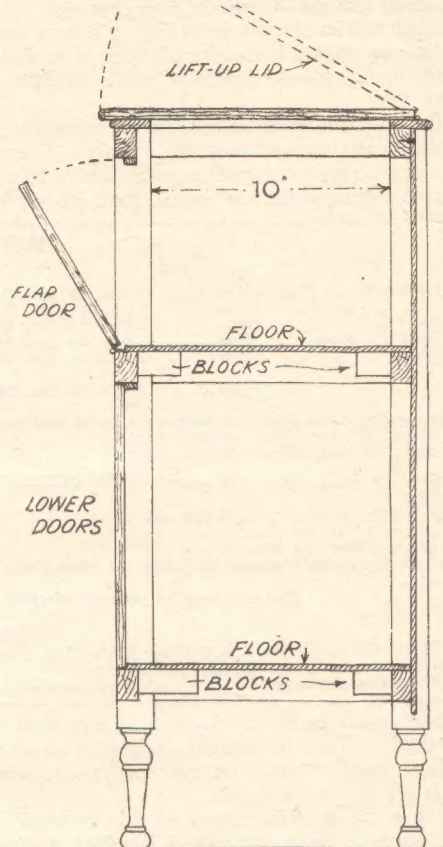 LIFT-UP LID
10"
FLAP
DOOR
FLOOR
BLOCKS
LOWER
DOORS
FLOOR
BLOCKS